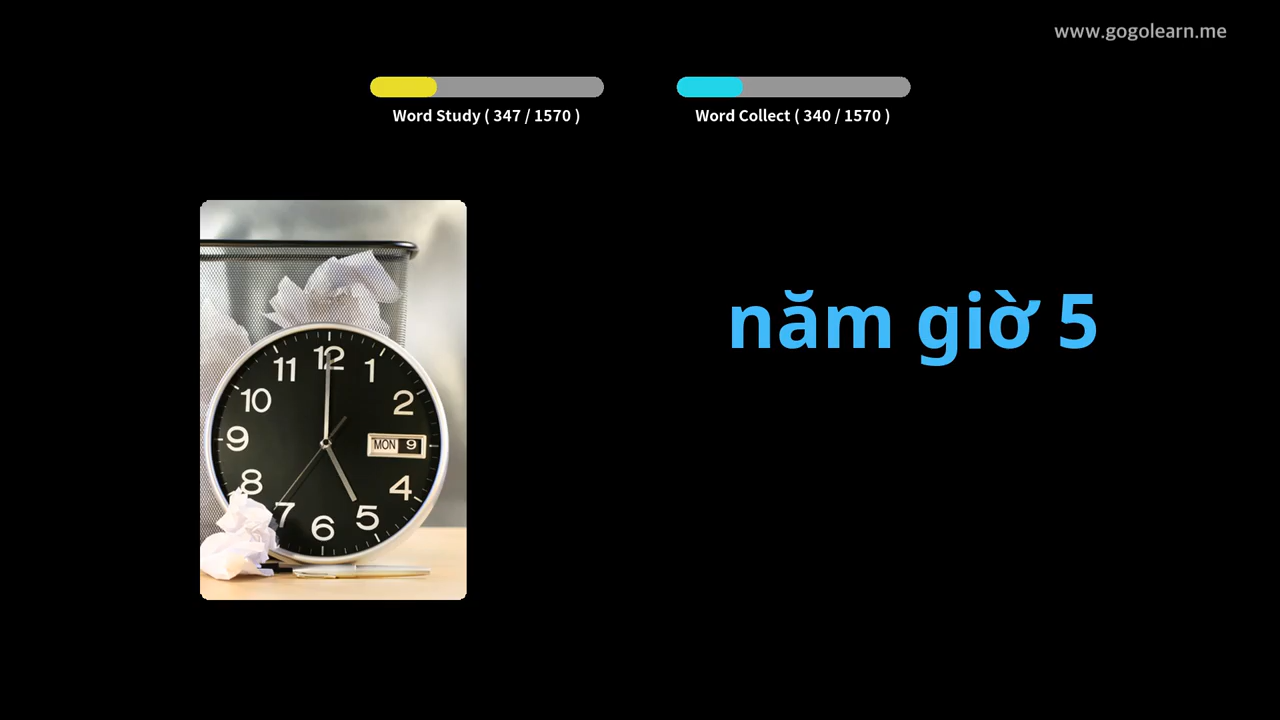 www.gogolearn.me
Word Study ( 347 / 1570 )
Word Collect ( 340 / 1570 )
năm giờ 5
12
11
1
10
2
9
MON 9
8
4
7
5
6